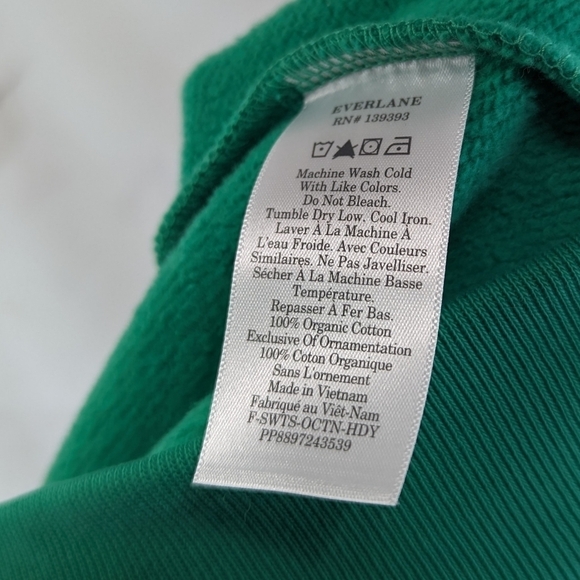 EVERLANE
RN# 139393
Machine Wash Cold
With Like Colors.
Do Not Bleach.
Tumble Dry Low. Cool Iron.
Laver À La Machine À
L'eau Froide. Avec Couleurs
Similaires. Ne Pas Javelliser.
Sécher À La Machine Basse
Température.
Repasser À Fer Bas.
100% Organic Cotton
Exclusive Of Ornamentation
100% Coton Organique
Sans L'ornement
Made in Vietnam
Fabriqué au Viêt-Nam
F-SWTS-OCTN-HDY
PP8897243539